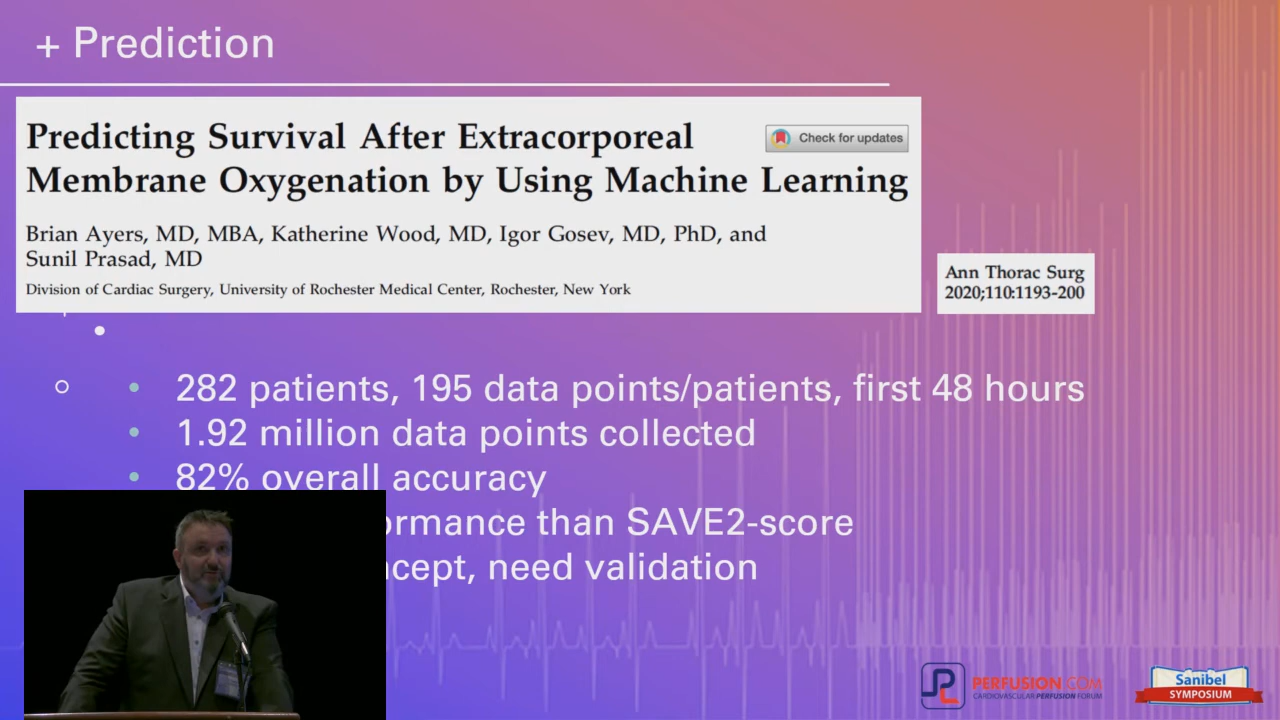 + Prediction
Predicting Survival After Extracorporeal
Membrane Oxygenation by Using Machine Learning
Check for updates
Brian Ayers, MD, MBA, Katherine Wood, MD, Igor Gosev, MD, PhD, and
Sunil Prasad, MD
Division of Cardiac Surgery, University of Rochester Medical Center, Rochester, New York
Ann Thorac Surg
2020;110:1193-200
282 patients, 195 data points/patients, first 48 hours
1.92 million data points collected
82% overall accuracy
ormance than SAVE2-score
cept, need validation
PERFUSION.COM
CARDIOVASCULAR PERFUSION FORUM
Sanibel
SYMPOSIUM